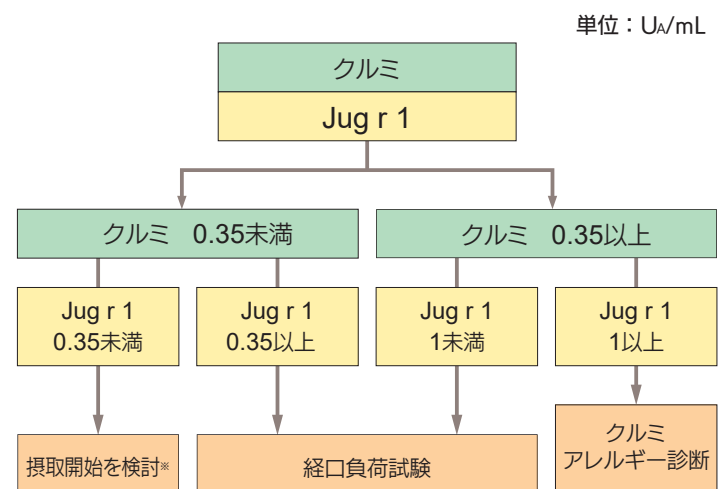 単位：UA/mL
クルミ
Jug r 1
クルミ　0.35未満
クルミ　0.35以上
Jug r 1
0.35未満
Jug r 1
0.35以上
Jug r 1
1未満
Jug r 1
1以上
摂取開始を検討※
経口負荷試験
クルミ
アレルギー診断